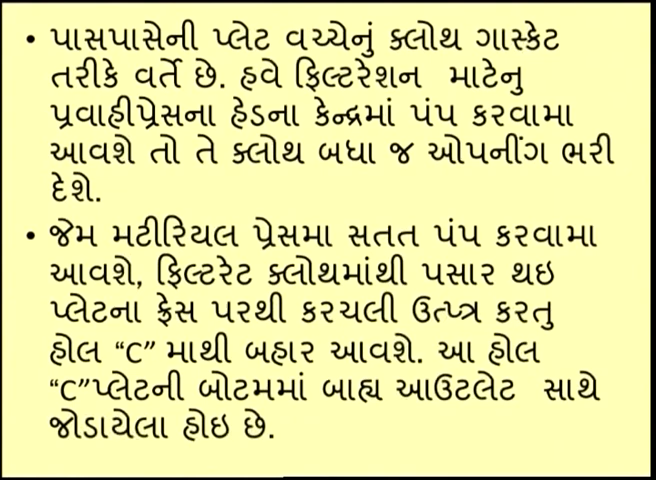 • પાસપાસેની પ્લેટ વચ્ચેનું ક્લોથ ગાસ્કેટ
તરીકે વર્તે છે. હવે ફિલ્ટરેશન માટેનુ
પ્રવાહીપ્રેસના હેડના કેન્દ્રમાં પંપ કરવામા
આવશે તો તે ક્લોથ બધા જ ઓપનીંગ ભરી
દેશે.
• જેમ મટીરિયલ પ્રેસમા સતત પંપ કરવામા
આવશે, ફિલ્ટરેટ ક્લોથમાંથી પસાર થઇ
પ્લેટના ફ્રેસ પરથી કરચલી ઉત્પ્ત્ર કરતુ
હોલ “C” માથી બહાર આવશે. આ હોલ
“C”પ્લેટની બોટમમાં બાહ્ય આઉટલેટ સાથે
જોડાયેલા હોઇ છે.